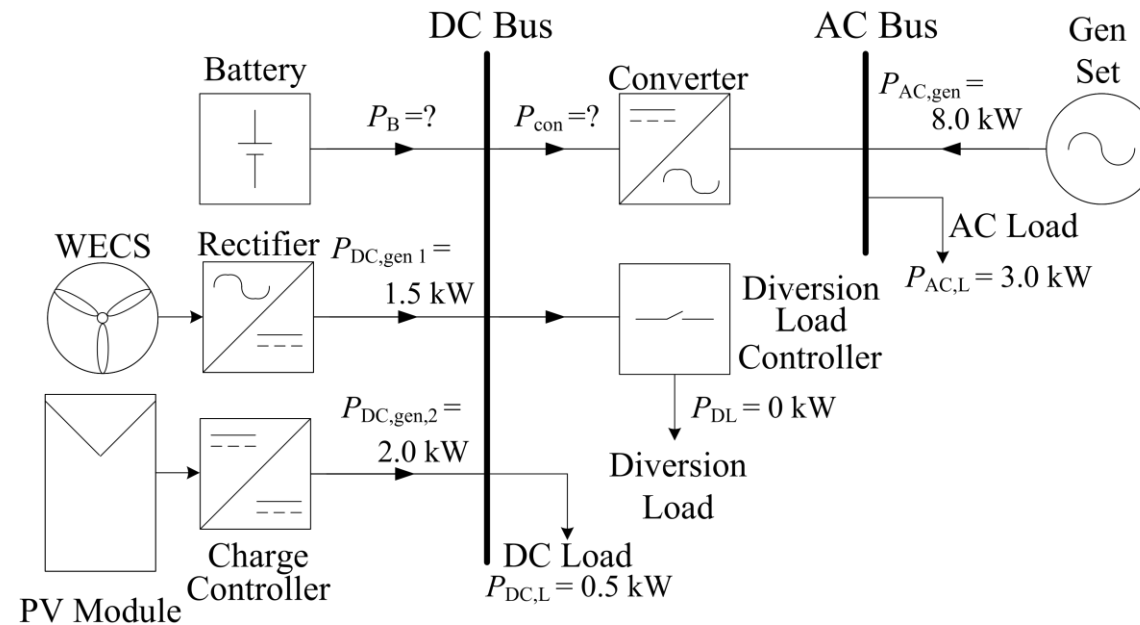 DC Bus
AC Bus
Gen
Set
Battery
Converter
P_AC,gen =
8.0 kW
P_B =?
P_con =?
WECS
Rectifier
P_DC,gen 1 =
1.5 kW
AC Load
P_AC,L = 3.0 kW
Diversion
Load
Controller
P_DC,gen,2 =
2.0 kW
P_DL = 0 kW
Diversion
Load
Charge
Controller
DC Load
P_DC,L = 0.5 kW
PV Module